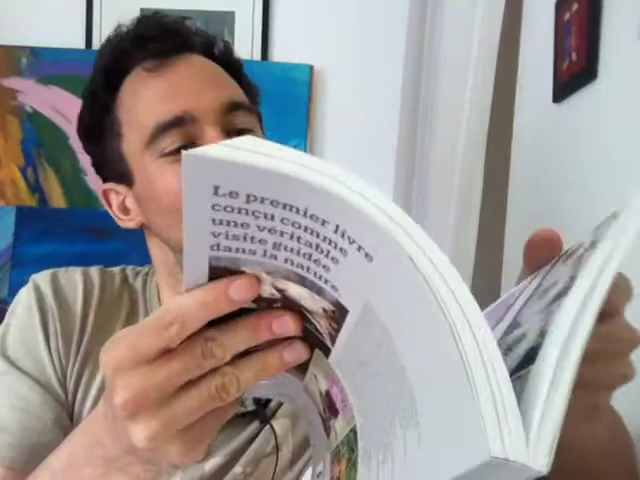 Le premier livre
conçu comme
une véritable
visite guidée
dans la nature